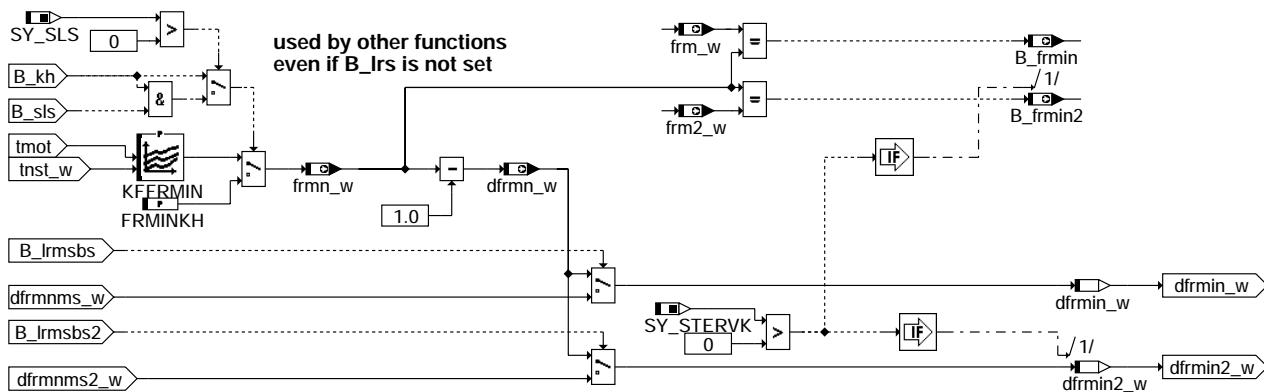 SY_SLS
0
>
B_kh
B_sls
&
tmot
tnst_w
P
KFFRMIN
P
FRMINKH
used by other functions
even if B_lrs is not set
frmn_w
-
1.0
dfrmn_w
frm_w
=
B_frmin
/1/
frm2_w
=
B_frmin2
IF
B_lrmsbs
dfrmnms_w
B_lrmsbs2
dfrmnms2_w
SY_STERVK
0
>
IF
/1/
dfrmin_w
dfrmin_w
dfrmin2_w
dfrmin2_w